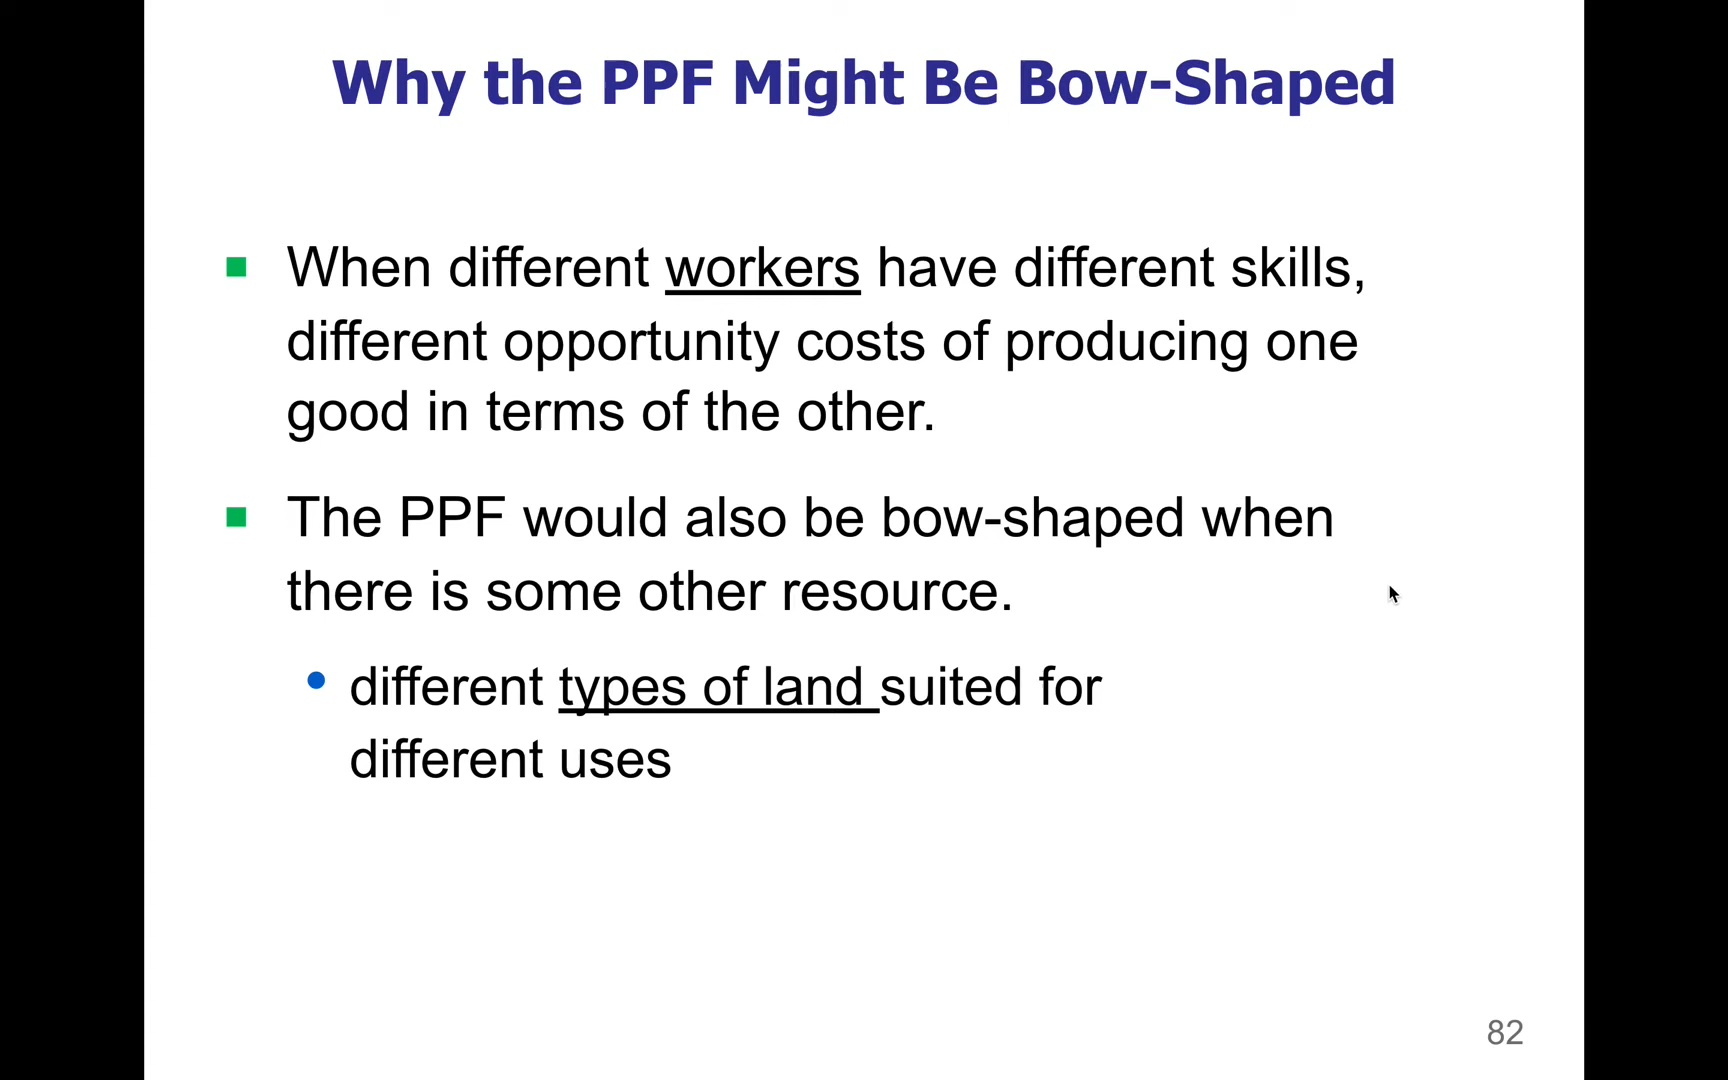 Why the PPF Might Be Bow-Shaped
When different workers have different skills,
different opportunity costs of producing one
good in terms of the other.
The PPF would also be bow-shaped when
there is some other resource.
different types of land suited for
different uses
82